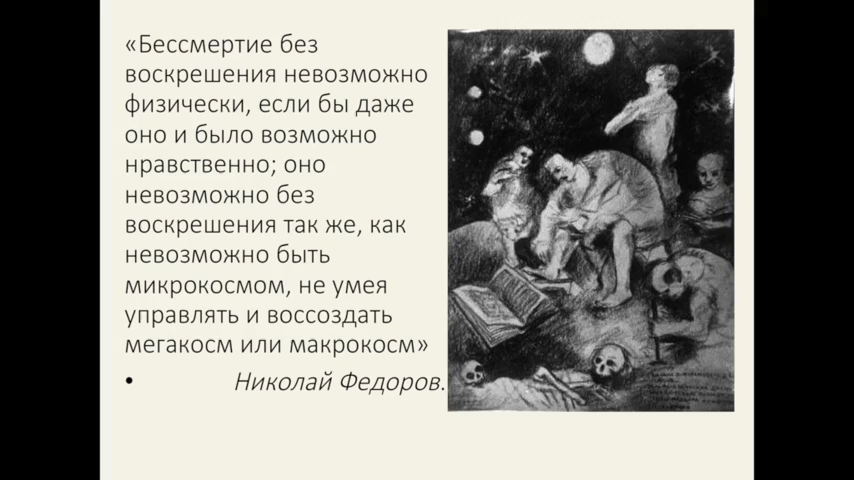 «Бессмертие без
воскрешения невозможно
физически, если бы даже
оно и было возможно
нравственно; оно
невозможно без
воскрешения так же, как
невозможно быть
микрокосмом, не умея
управлять и воссоздать
мегакосм или макрокосм»
• Николай Федоров.